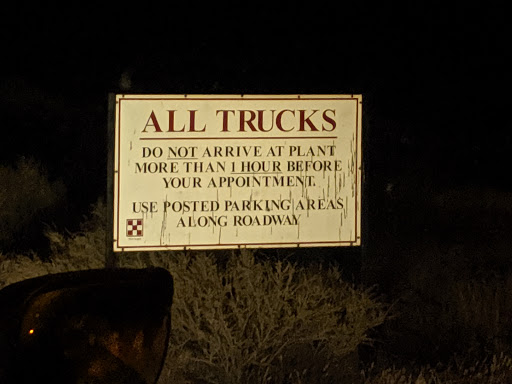 ALL TRUCKS
DO NOT ARRIVE AT PLANT
MORE THAN 1 HOUR BEFORE
YOUR APPOINTMENT.
USE POSTED PARKING AREAS
ALONG ROADWAY